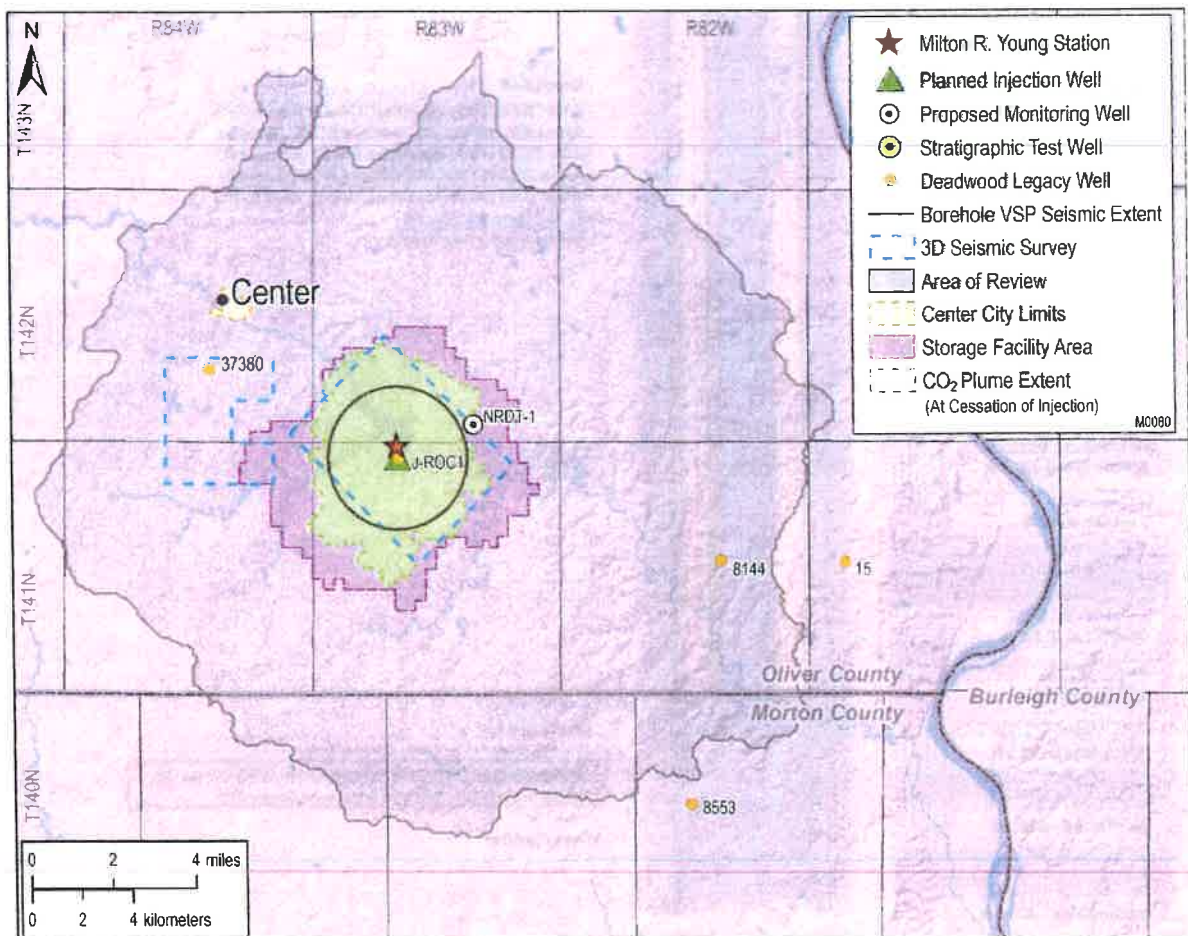 R84W
R83W
R82W
N
T143N
T142N
T141N
T140N
Milton R. Young Station
Planned Injection Well
Proposed Monitoring Well
Stratigraphic Test Well
Deadwood Legacy Well
Borehole VSP Seismic Extent
3D Seismic Survey
Area of Review
Center City Limits
Storage Facility Area
CO₂ Plume Extent
(At Cessation of Injection)
M0080
Center
37380
NRDT-1
J-ROC1
8144
15
Oliver County
Morton County
Burleigh County
8553
0 2 4 miles
0 2 4 kilometers